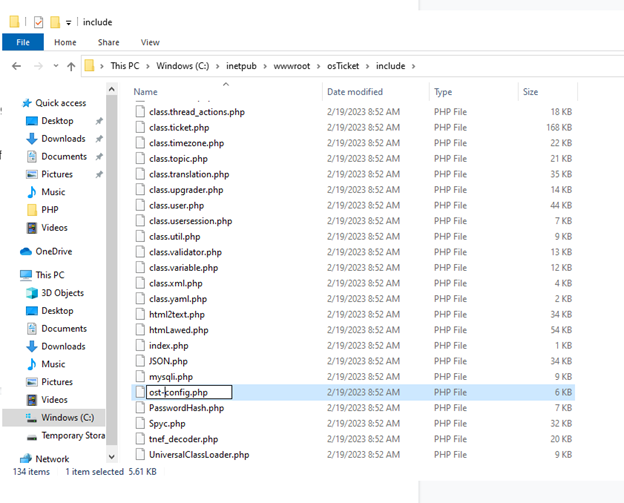 include
File Home Share View
This PC Windows (C:) inetpub wwwroot osTicket include
Name Date modified Type Size
class.thread_actions.php 2/19/2023 8:52 AM PHP File 18 KB
class.ticket.php 2/19/2023 8:52 AM PHP File 168 KB
class.timezone.php 2/19/2023 8:52 AM PHP File 22 KB
class.topic.php 2/19/2023 8:52 AM PHP File 21 KB
class.translation.php 2/19/2023 8:52 AM PHP File 35 KB
class.upgrader.php 2/19/2023 8:52 AM PHP File 14 KB
class.user.php 2/19/2023 8:52 AM PHP File 44 KB
class.usersession.php 2/19/2023 8:52 AM PHP File 7 KB
class.util.php 2/19/2023 8:52 AM PHP File 9 KB
class.validator.php 2/19/2023 8:52 AM PHP File 13 KB
class.variable.php 2/19/2023 8:52 AM PHP File 12 KB
class.xml.php 2/19/2023 8:52 AM PHP File 4 KB
class.yaml.php 2/19/2023 8:52 AM PHP File 2 KB
html2text.php 2/19/2023 8:52 AM PHP File 34 KB
htmLawed.php 2/19/2023 8:52 AM PHP File 54 KB
index.php 2/19/2023 8:52 AM PHP File 1 KB
JSON.php 2/19/2023 8:52 AM PHP File 34 KB
mysqli.php 2/19/2023 8:52 AM PHP File 9 KB
ost-config.php 2/19/2023 8:52 AM PHP File 6 KB
PasswordHash.php 2/19/2023 8:52 AM PHP File 7 KB
Spyc.php 2/19/2023 8:52 AM PHP File 32 KB
tnef_decoder.php 2/19/2023 8:52 AM PHP File 20 KB
UniversalClassLoader.php 2/19/2023 8:52 AM PHP File 9 KB
Quick access
Desktop
Downloads
Documents
Pictures
Music
PHP
Videos
OneDrive
This PC
3D Objects
Desktop
Documents
Downloads
Music
Pictures
Videos
Windows (C:)
Temporary Stora
Network
134 items 1 item selected 5.61 KB